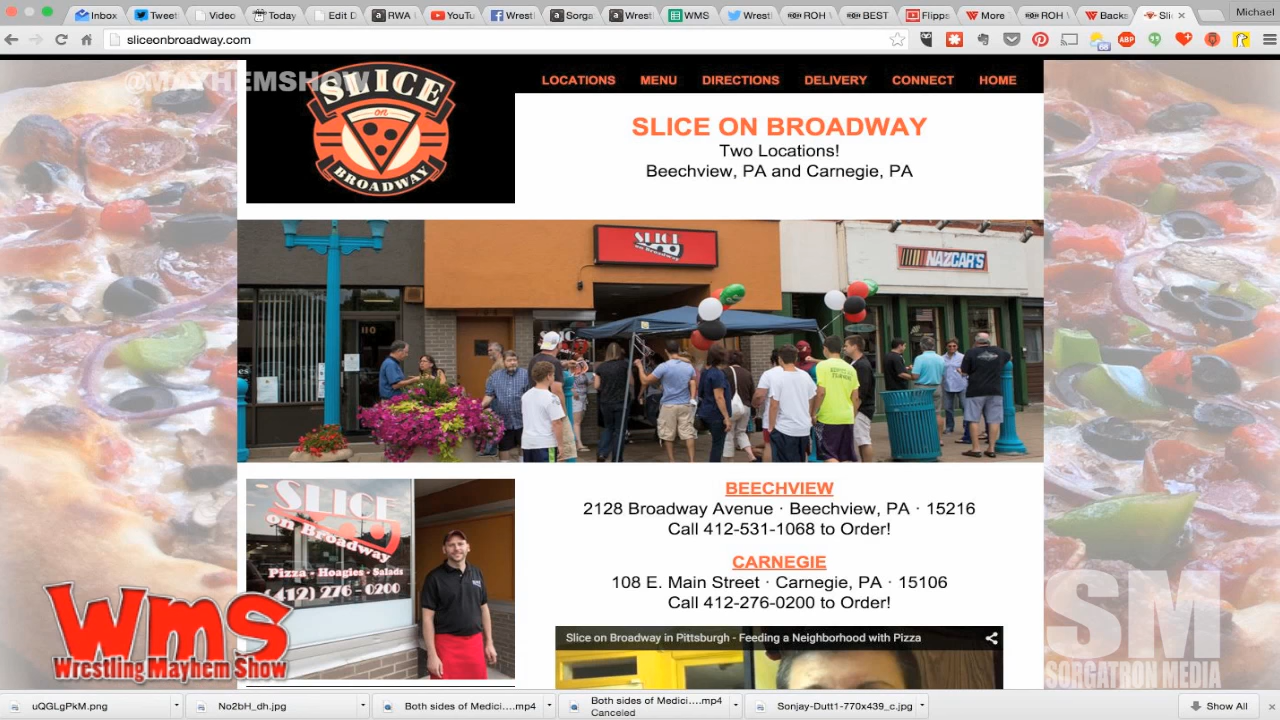 Inbox
Tweet
Video
Today
Edit D
RWA
YouTu
Wrestl
Sorga
Wrestl
WMS
Wrestl
ROH
BEST
Flipps
More
ROH
Backs
Slic
Michael
sliceonbroadway.com
ABP
@MAYHEMSHOW
SLICE
on
BROADWAY
LOCATIONS MENU DIRECTIONS DELIVERY CONNECT HOME
SLICE ON BROADWAY
Two Locations!
Beechview, PA and Carnegie, PA
SLICE
on Broadway
NAZCAR'S
110
SLICE
on Broadway
Pizza - Hoagies - Salads
(412) 276-0200
BEECHVIEW
2128 Broadway Avenue · Beechview, PA · 15216
Call 412-531-1068 to Order!
CARNEGIE
108 E. Main Street · Carnegie, PA · 15106
Call 412-276-0200 to Order!
Slice on Broadway in Pittsburgh - Feeding a Neighborhood with Pizza
WmS
Wrestling Mayhem Show
SM
SORGATRON MEDIA
uQGLgPkM.png
No2bH_dh.jpg
Both sides of Medici....mp4
Both sides of Medici....mp4
Canceled
Sonjay-Dutt1-770x439_c.jpg
Show All